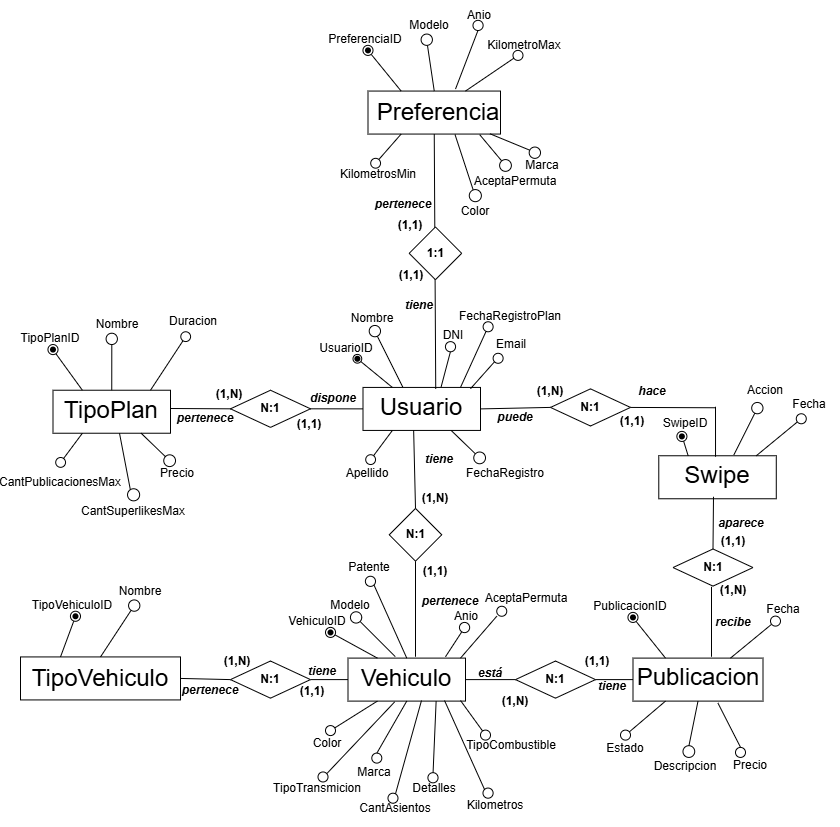 Anio
Modelo
PreferenciaID
KilometroMax
Preferencia
Marca
KilometrosMin
AceptaPermuta
Color
pertenece
(1,1)
1:1
(1,1)
tiene
Nombre
FechaRegistroPlan
DNI
UsuarioID
Email
TipoPlanID
Nombre
Duracion
TipoPlan
pertenece
(1,N)
N:1
(1,1)
dispone
Usuario
puede
(1,N)
N:1
(1,1)
hace
Accion
Fecha
SwipeID
Swipe
CantPublicacionesMax
Precio
CantSuperlikesMax
Apellido
FechaRegistro
tiene
(1,N)
N:1
(1,1)
pertenece
aparece
(1,1)
N:1
(1,N)
recibe
TipoVehiculoID
Nombre
TipoVehiculo
pertenece
(1,N)
N:1
(1,1)
tiene
Patente
Modelo
VehiculoID
Anio
AceptaPermuta
Vehiculo
está
(1,N)
N:1
(1,1)
tiene
PublicacionID
Fecha
Publicacion
Color
TipoCombustible
Marca
TipoTransmicion
Detalles
CantAsientos
Kilometros
Estado
Descripcion
Precio